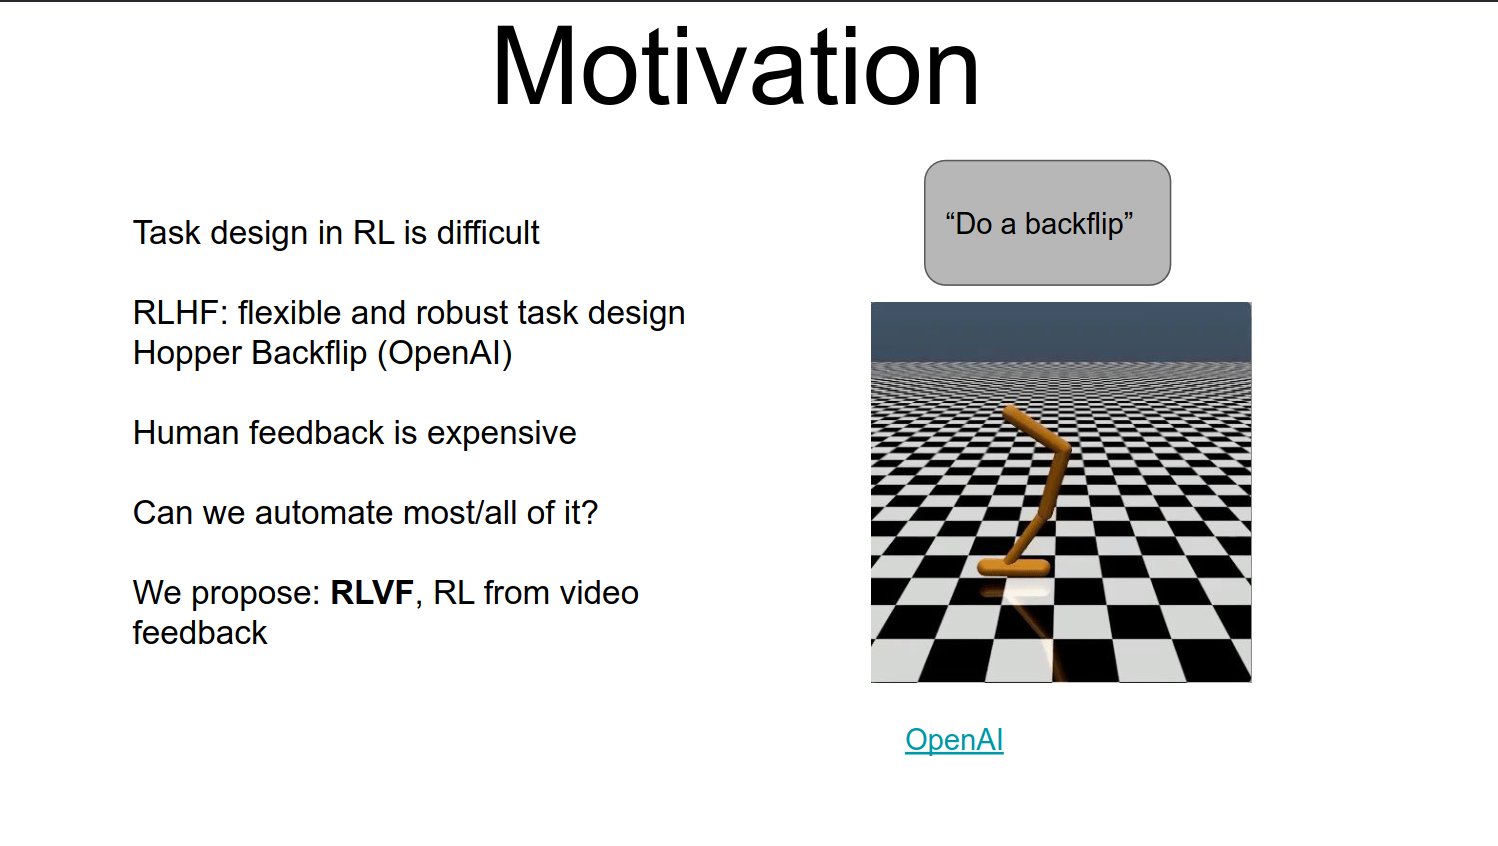 Motivation
Task design in RL is difficult
RLHF: flexible and robust task design
Hopper Backflip (OpenAI)
Human feedback is expensive
Can we automate most/all of it?
We propose: RLVF, RL from video
feedback
“Do a backflip”
OpenAI